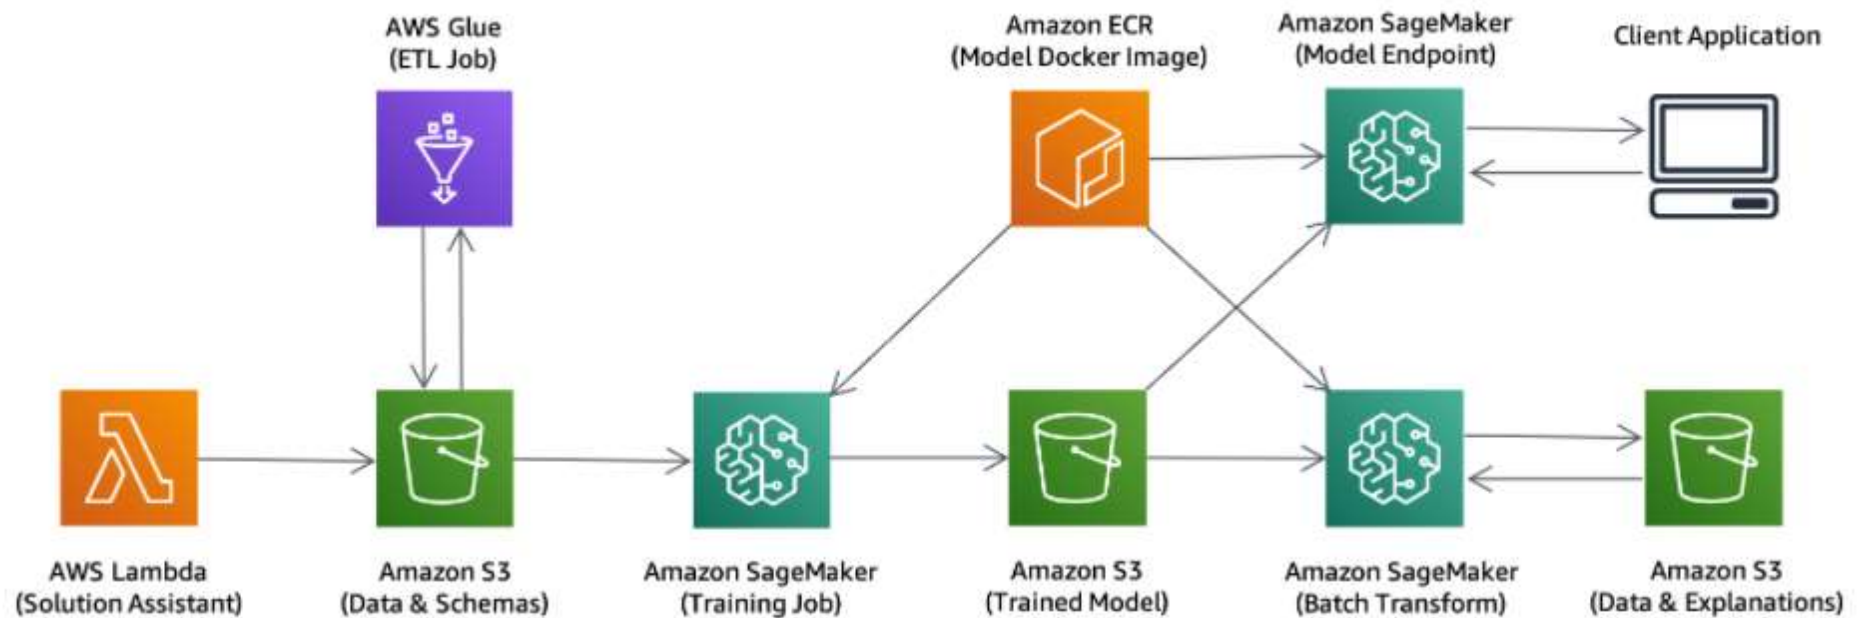 AWS Glue
(ETL Job)
Amazon ECR
(Model Docker Image)
Amazon SageMaker
(Model Endpoint)
Client Application
AWS Lambda
(Solution Assistant)
Amazon S3
(Data & Schemas)
Amazon SageMaker
(Training Job)
Amazon S3
(Trained Model)
Amazon SageMaker
(Batch Transform)
Amazon S3
(Data & Explanations)